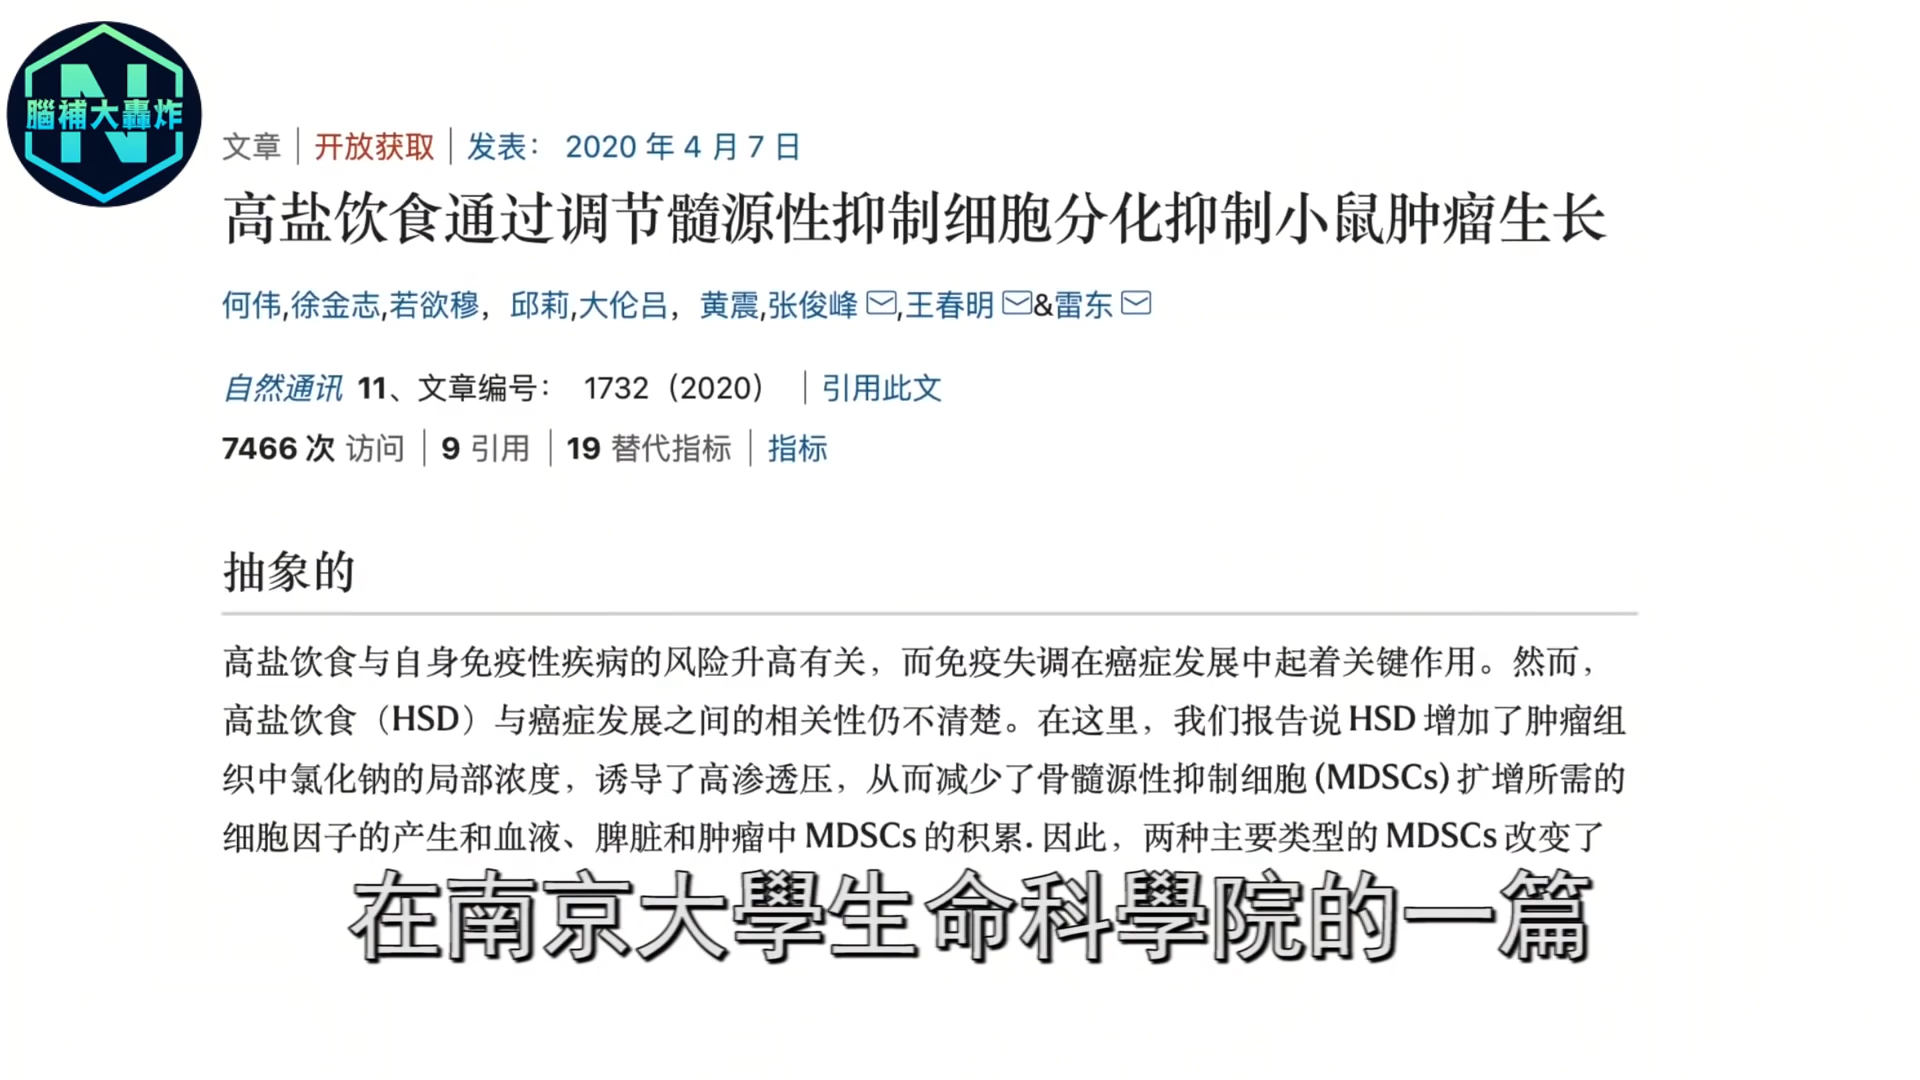 腦補大轟炸
文章 | 开放获取 | 发表： 2020 年 4 月 7 日
高盐饮食通过调节髓源性抑制细胞分化抑制小鼠肿瘤生长
何伟,徐金志,若欲穆，邱莉,大伦吕，黄震,张俊峰,王春明&雷东
自然通讯 11、文章编号： 1732（2020） | 引用此文
7466 次 访问 | 9 引用 | 19 替代指标 | 指标
抽象的
高盐饮食与自身免疫性疾病的风险升高有关，而免疫失调在癌症发展中起着关键作用。然而，
高盐饮食（HSD）与癌症发展之间的相关性仍不清楚。在这里，我们报告说 HSD 增加了肿瘤组
织中氯化钠的局部浓度，诱导了高渗透压，从而减少了骨髓源性抑制细胞 (MDSCs) 扩增所需的
细胞因子的产生和血液、脾脏和肿瘤中 MDSCs 的积累. 因此，两种主要类型的 MDSCs 改变了
在南京大學生命科學院的一篇